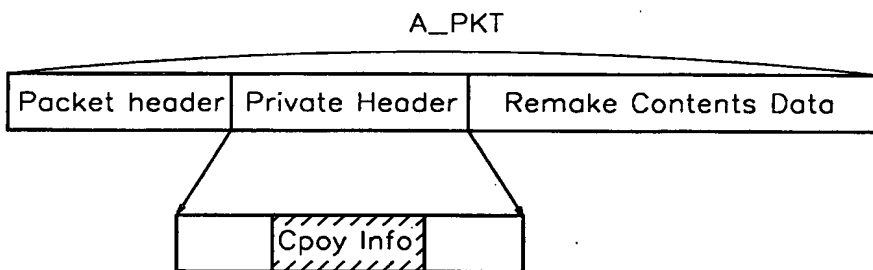 A_PKT
Packet header Private Header Remake Contents Data
Cpoy Info